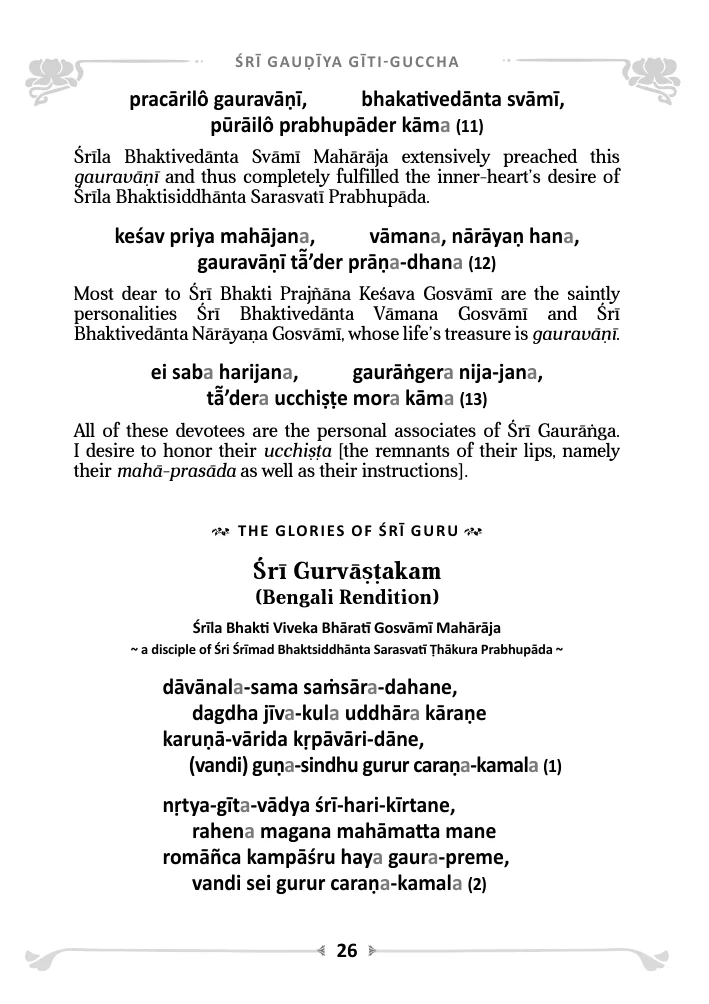 ŚRĪ GAUḌĪYA GĪTI-GUCCHA
pracārilô gauravāṇī, bhakativedānta svāmī,
pūrāilô prabhupāder kāma (11)
Śrīla Bhaktivedānta Svāmī Mahārāja extensively preached this
gauravāṇī and thus completely fulfilled the inner-heart's desire of
Śrīla Bhaktisiddhānta Sarasvatī Prabhupāda.
keśav priya mahājana, vāmana, nārāyaṇ hana,
gauravāṇī tā̃'der prāṇa-dhana (12)
Most dear to Śrī Bhakti Prajñāna Keśava Gosvāmī are the saintly
personalities Śrī Bhaktivedānta Vāmana Gosvāmī and Śrī
Bhaktivedānta Nārāyaṇa Gosvāmī, whose life's treasure is gauravāṇī.
ei saba harijana, gaurāṅgera nija-jana,
tā̃'dera ucchiṣṭe mora kāma (13)
All of these devotees are the personal associates of Śrī Gaurāṅga.
I desire to honor their ucchiṣṭa [the remnants of their lips, namely
their mahā-prasāda as well as their instructions].
THE GLORIES OF ŚRĪ GURU
Śrī Gurvāṣṭakam
(Bengali Rendition)
Śrīla Bhakti Viveka Bhāratī Gosvāmī Mahārāja
~ a disciple of Śri Śrīmad Bhaktsiddhānta Sarasvatī Ṭhākura Prabhupāda ~
dāvānala-sama saṁsāra-dahane,
dagdha jīva-kula uddhāra kāraṇe
karuṇā-vārida kṛpāvāri-dāne,
(vandi) guṇa-sindhu gurur caraṇa-kamala (1)
nṛtya-gīta-vādya śrī-hari-kīrtane,
rahena magana mahāmatta mane
romāñca kampāśru haya gaura-preme,
vandi sei gurur caraṇa-kamala (2)
26